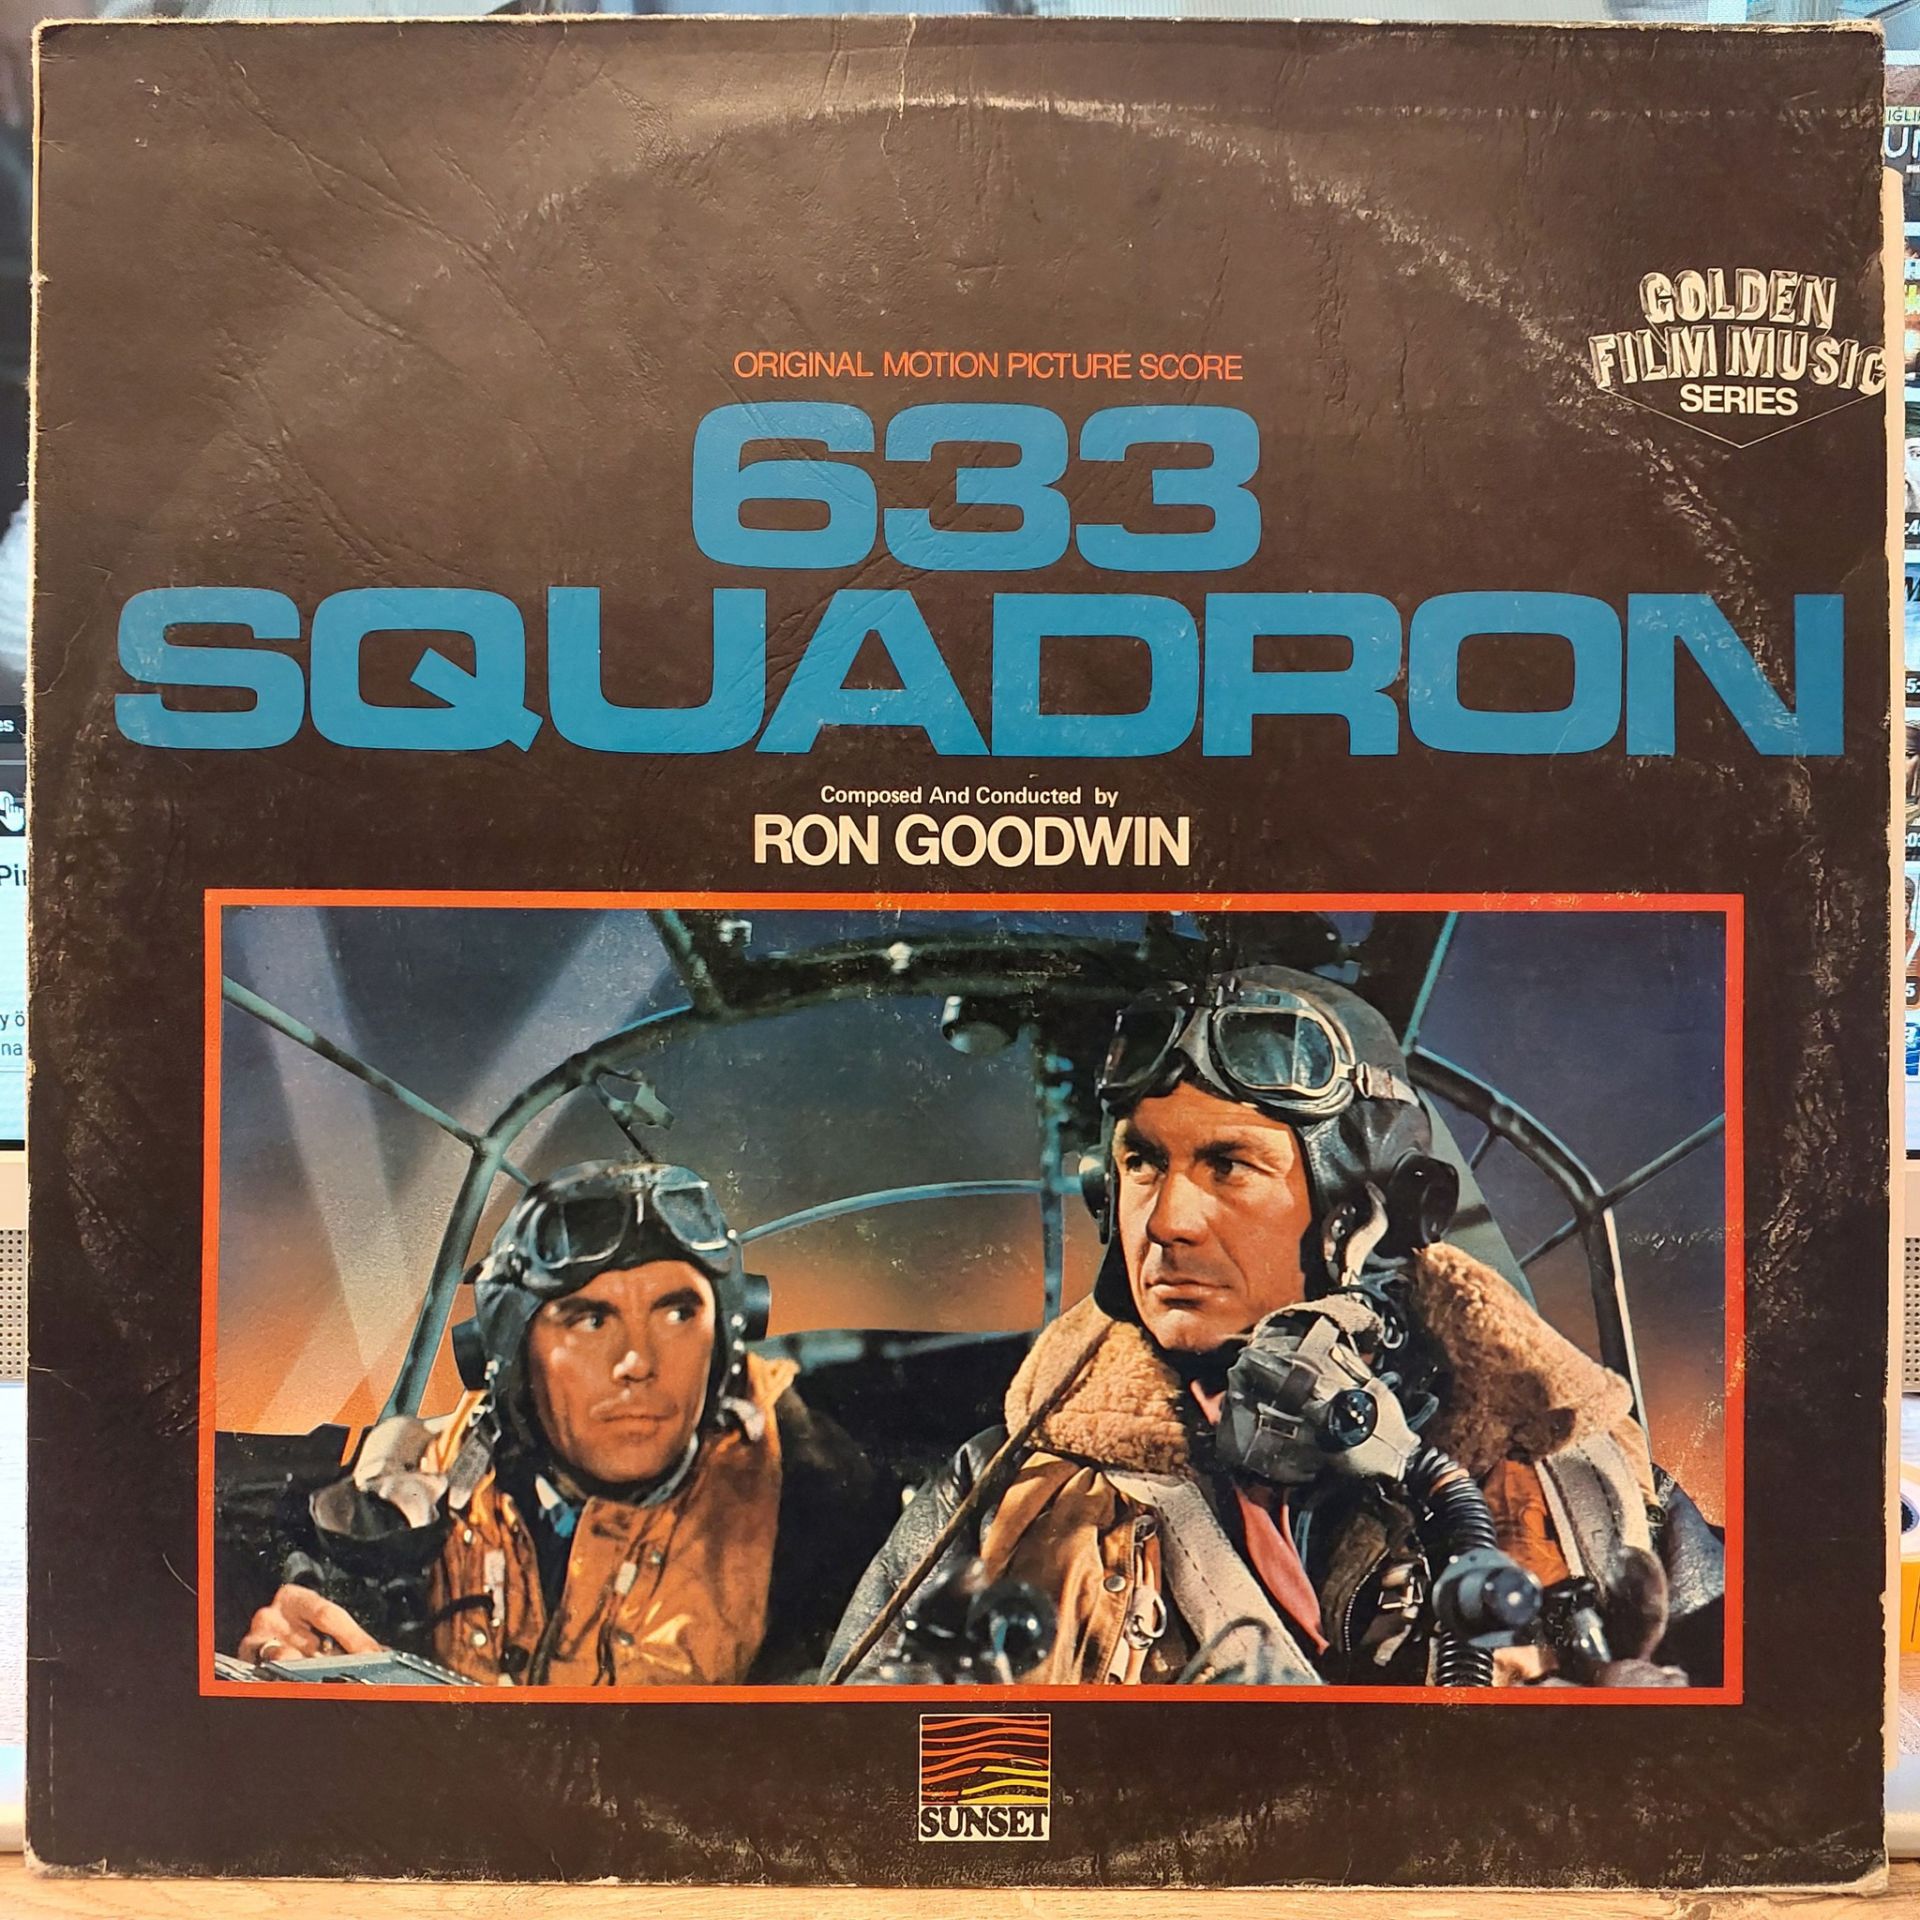 ORIGINAL MOTION PICTURE SCORE
633
SQUADRON
GOLDEN
FILM MUSIC
SERIES
Composed And Conducted by
RON GOODWIN
SUNSET